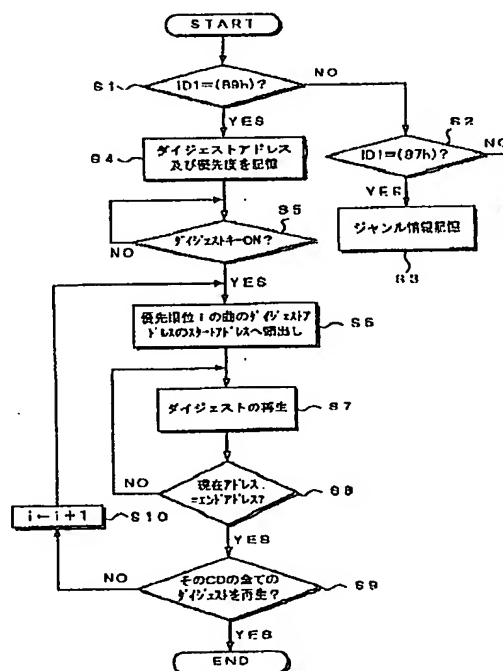 START
S1
ID1=(89h)?
NO
YES
S2
ID1=(87h)?
NO
YES
S4
ダイジェストアドレス
及び優先度を記憶
ジャンル情報記憶
S3
S5
ダイジェストキーON?
NO
YES
優先順位iの曲のダイジェストアド
レスのスタートアドレスへ頭出し
S6
ダイジェストの再生
S7
現在アドレス
=エンドアドレス?
S8
NO
YES
i←i+1
S10
そのCDの全ての
ダイジェストを再生?
S9
NO
YES
END